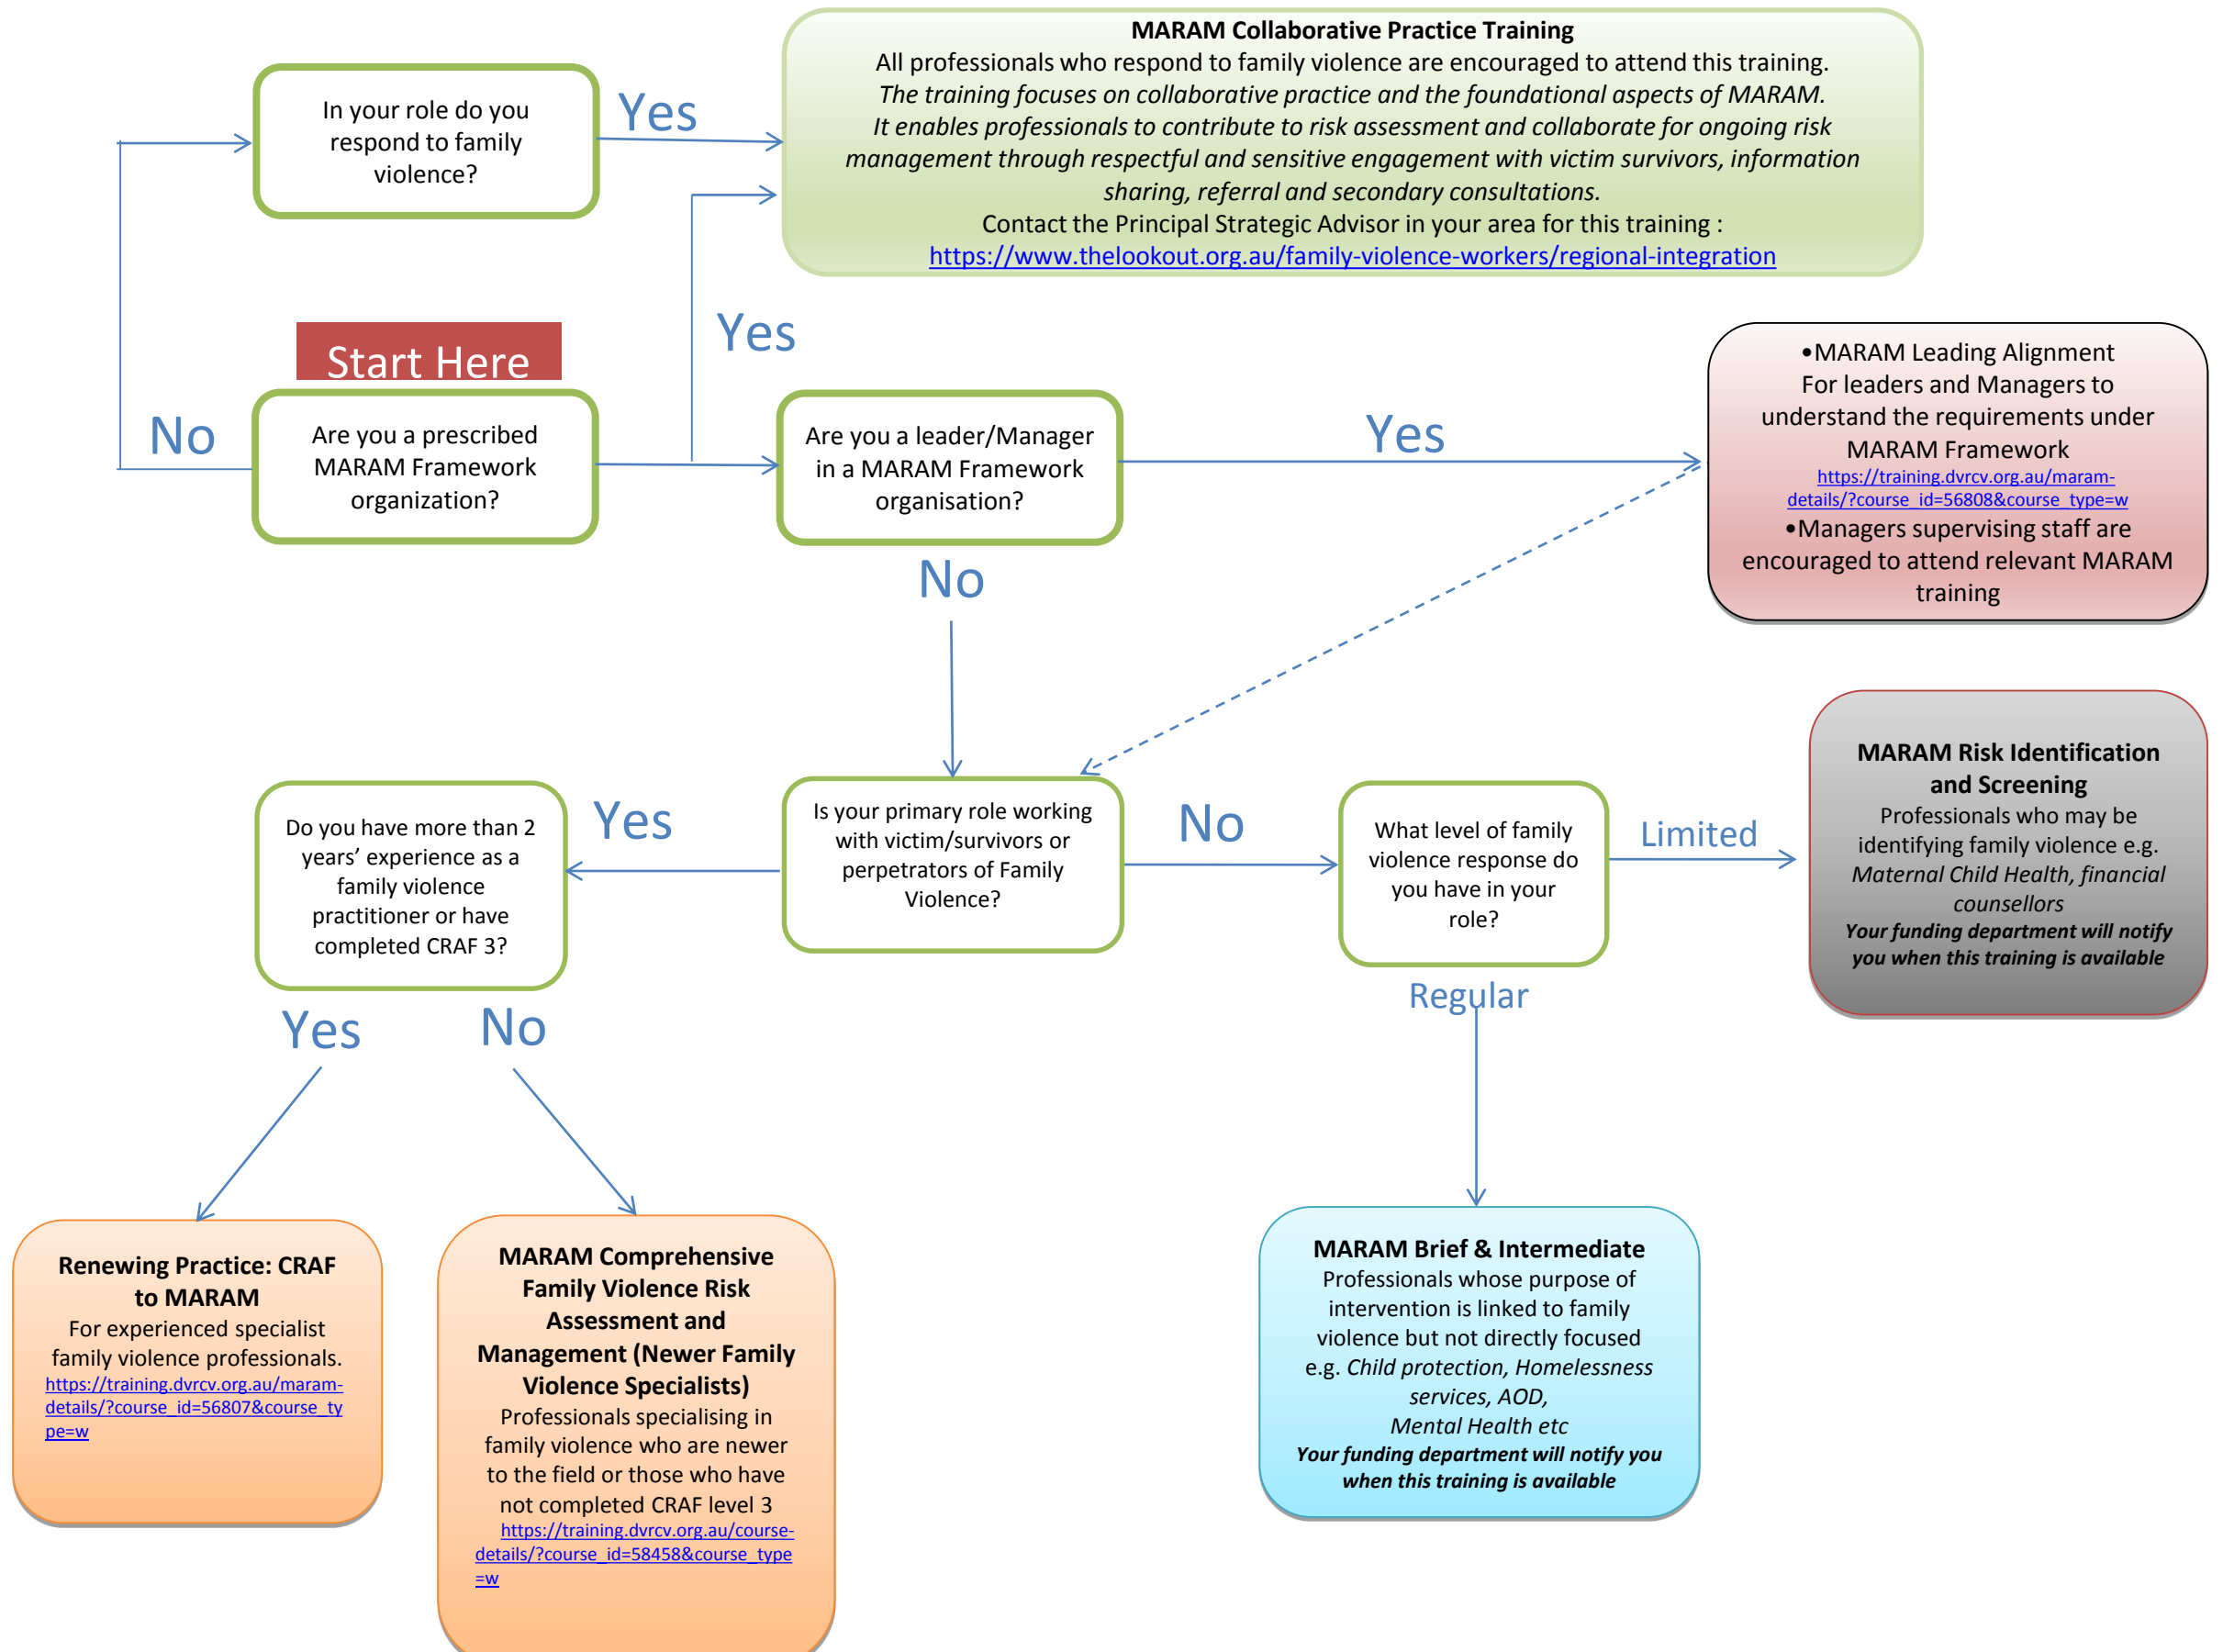 MARAM Collaborative Practice Training
All professionals who respond to family violence are encouraged to attend this training.
The training focuses on collaborative practice and the foundational aspects of MARAM.
It enables professionals to contribute to risk assessment and collaborate for ongoing risk
management through respectful and sensitive engagement with victim survivors, information
sharing, referral and secondary consultations.
Contact the Principal Strategic Advisor in your area for this training :
https://www.thelookout.org.au/family-violence-workers/regional-integration
In your role do you
respond to family
violence?
Yes
Start Here
Yes
No
Are you a prescribed
MARAM Framework
organization?
Are you a leader/Manager
in a MARAM Framework
organisation?
Yes
•MARAM Leading Alignment
For leaders and Managers to
understand the requirements under
MARAM Framework
https://training.dvrcv.org.au/maram-
details/?course_id=56808&course_type=w
•Managers supervising staff are
encouraged to attend relevant MARAM
training
No
Do you have more than 2
years’ experience as a
family violence
practitioner or have
completed CRAF 3?
Yes
Is your primary role working
with victim/survivors or
perpetrators of Family
Violence?
No
What level of family
violence response do
you have in your
role?
Limited
MARAM Risk Identification
and Screening
Professionals who may be
identifying family violence e.g.
Maternal Child Health, financial
counsellors
Your funding department will notify
you when this training is available
Regular
Yes
No
Renewing Practice: CRAF
to MARAM
For experienced specialist
family violence professionals.
https://training.dvrcv.org.au/maram-
details/?course_id=56807&course_ty
pe=w
MARAM Comprehensive
Family Violence Risk
Assessment and
Management (Newer Family
Violence Specialists)
Professionals specialising in
family violence who are newer
to the field or those who have
not completed CRAF level 3
https://training.dvrcv.org.au/course-
details/?course_id=58458&course_type
=w
MARAM Brief & Intermediate
Professionals whose purpose of
intervention is linked to family
violence but not directly focused
e.g. Child protection, Homelessness
services, AOD,
Mental Health etc
Your funding department will notify you
when this training is available